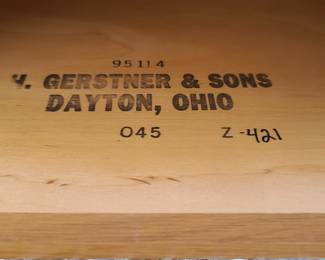 95114
H. GERSTNER & SONS
DAYTON, OHIO
045 Z-421